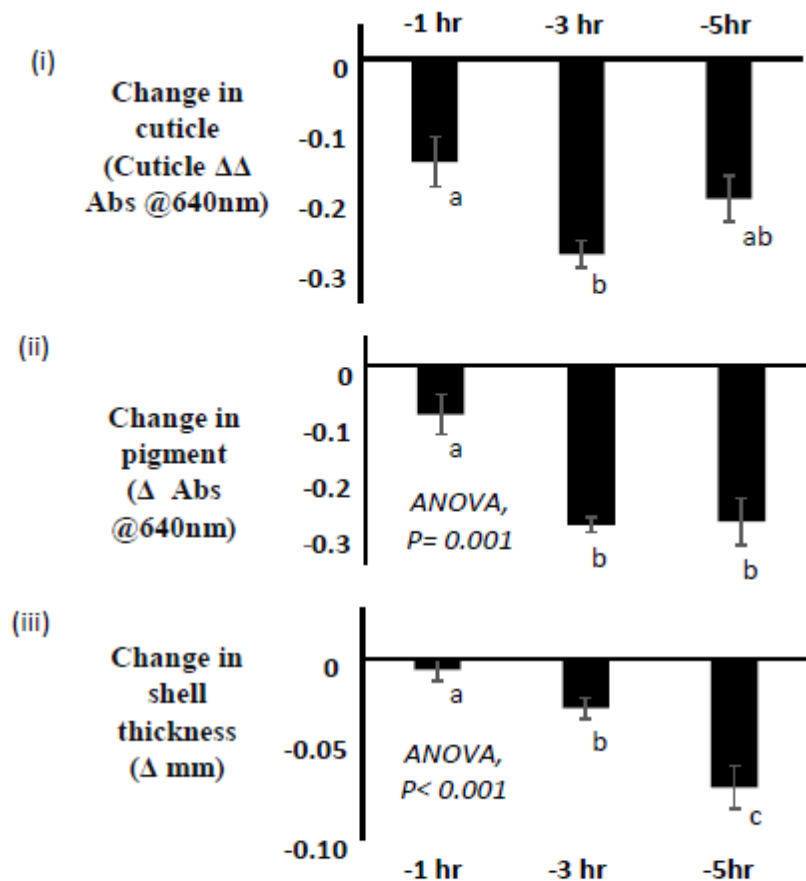 -1 hr -3 hr -5hr
(i)
Change in
cuticle
(Cuticle ΔΔ
Abs @640nm)
0
-0.1
-0.2
-0.3
a
b
ab
(ii)
Change in
pigment
(Δ Abs
@640nm)
0
-0.1
-0.2
-0.3
a
b
b
ANOVA,
P= 0.001
(iii)
Change in
shell
thickness
(Δ mm)
0
-0.05
-0.10
a
b
c
ANOVA,
P< 0.001
-1 hr -3 hr -5hr